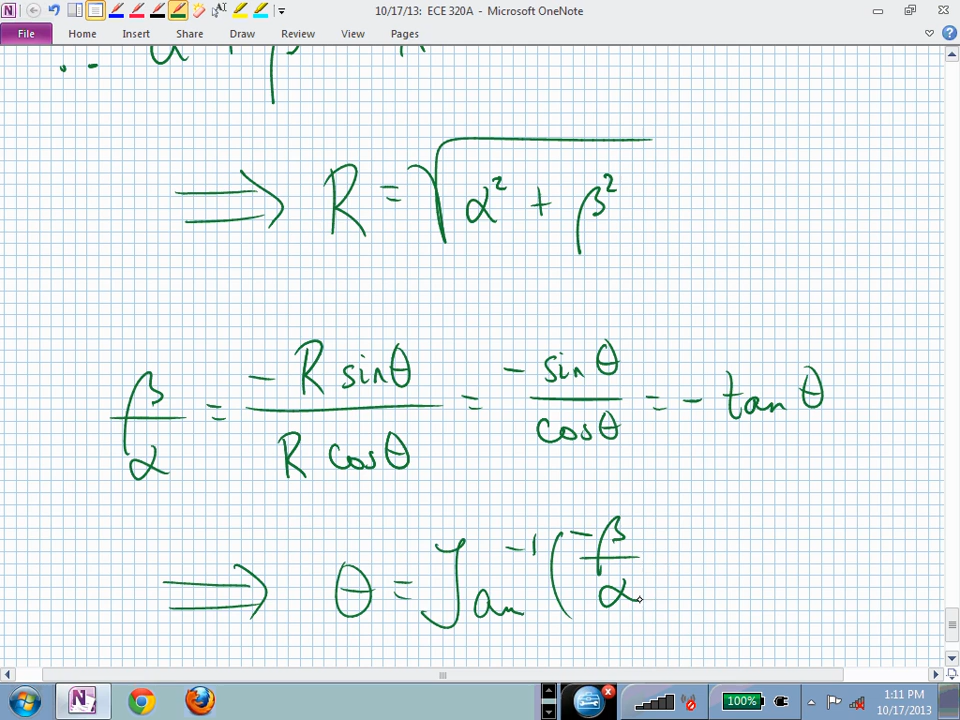 10/17/13: ECE 320A - Microsoft OneNote
File Home Insert Share Draw Review View Pages
⟹ R = √(α² + β²)
β/α = -R sinθ / R cosθ = -sinθ / cosθ = - tan θ
⟹ θ = Tan⁻¹ (-β/α
100%
1:11 PM
10/17/2013